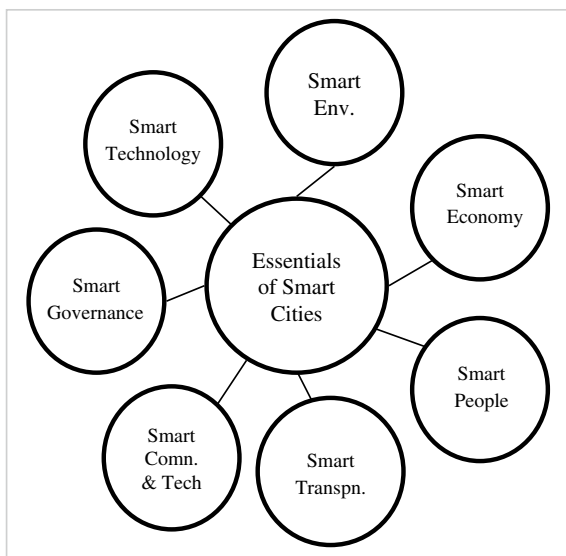 Smart
Env.
Smart
Technology
Smart
Economy
Essentials
of Smart
Cities
Smart
Governance
Smart
People
Smart
Comn.
& Tech
Smart
Transpn.